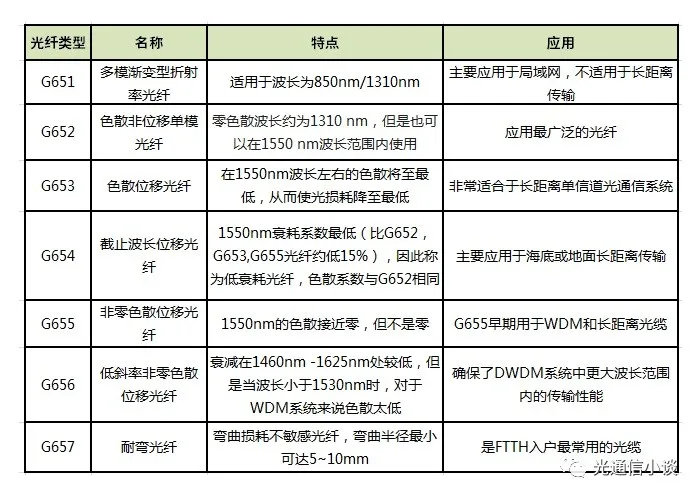 光纤类型 名称 特点 应用
G651
多模渐变型折射
率光纤
适用于波长为850nm/1310nm
主要应用于局域网，不适用于长距离
传输
G652
色散非位移单模
光纤
零色散波长约为1310 nm，但是也可
以在1550 nm波长范围内使用
应用最广泛的光纤
G653
色散位移光纤
在1550nm波长左右的色散将至最
低，从而使光损耗降至最低
非常适合于长距离单信道光通信系统
G654
截止波长位移光
纤
1550nm衰耗系数最低（比G652，
G653,G655光纤约低15%），因此称
为低衰耗光纤，色散系数与G652相同
主要应用于海底或地面长距离传输
G655
非零色散位移光
纤
1550nm的色散接近零，但不是零
G655早期用于WDM和长距离光缆
G656
低斜率非零色散
位移光纤
衰减在1460nm -1625nm处较低，但
是当波长小于1530nm时，对于
WDM系统来说色散太低
确保了DWDM系统中更大波长范围
内的传输性能
G657
耐弯光纤
弯曲损耗不敏感光纤，弯曲半径最小
可达5~10mm
是FTTH入户最常用的光缆
光通信小谈